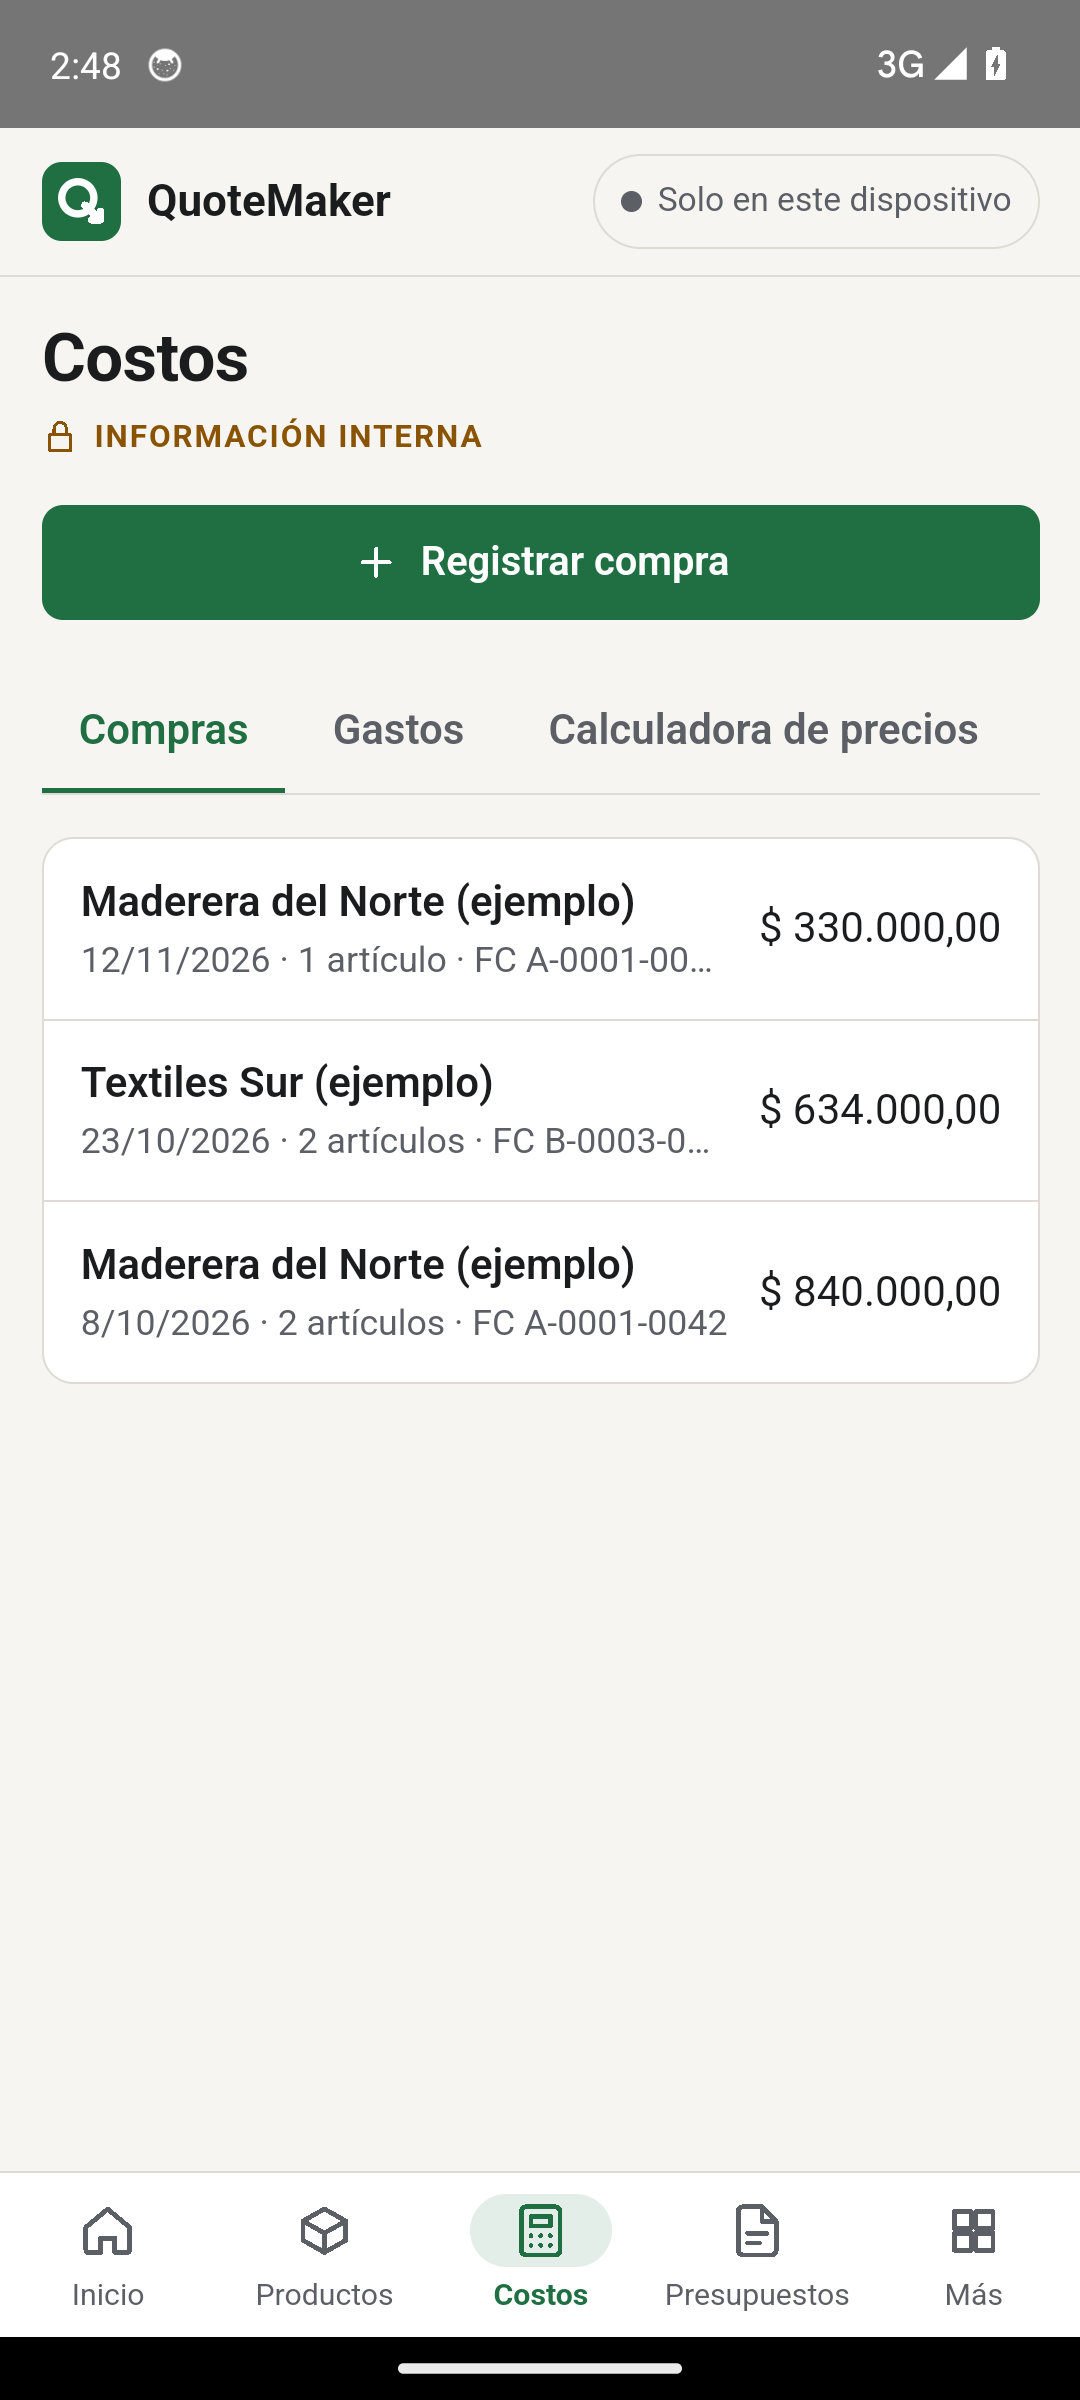 2:48
3G
QuoteMaker
Solo en este dispositivo
Costos
INFORMACIÓN INTERNA
Registrar compra
Compras
Gastos
Calculadora de precios
Maderera del Norte (ejemplo)
12/11/2026 · 1 artículo · FC A-0001-00...
$ 330.000,00
Textiles Sur (ejemplo)
23/10/2026 · 2 artículos · FC B-0003-0...
$ 634.000,00
Maderera del Norte (ejemplo)
8/10/2026 · 2 artículos · FC A-0001-0042
$ 840.000,00
Inicio
Productos
Costos
Presupuestos
Más